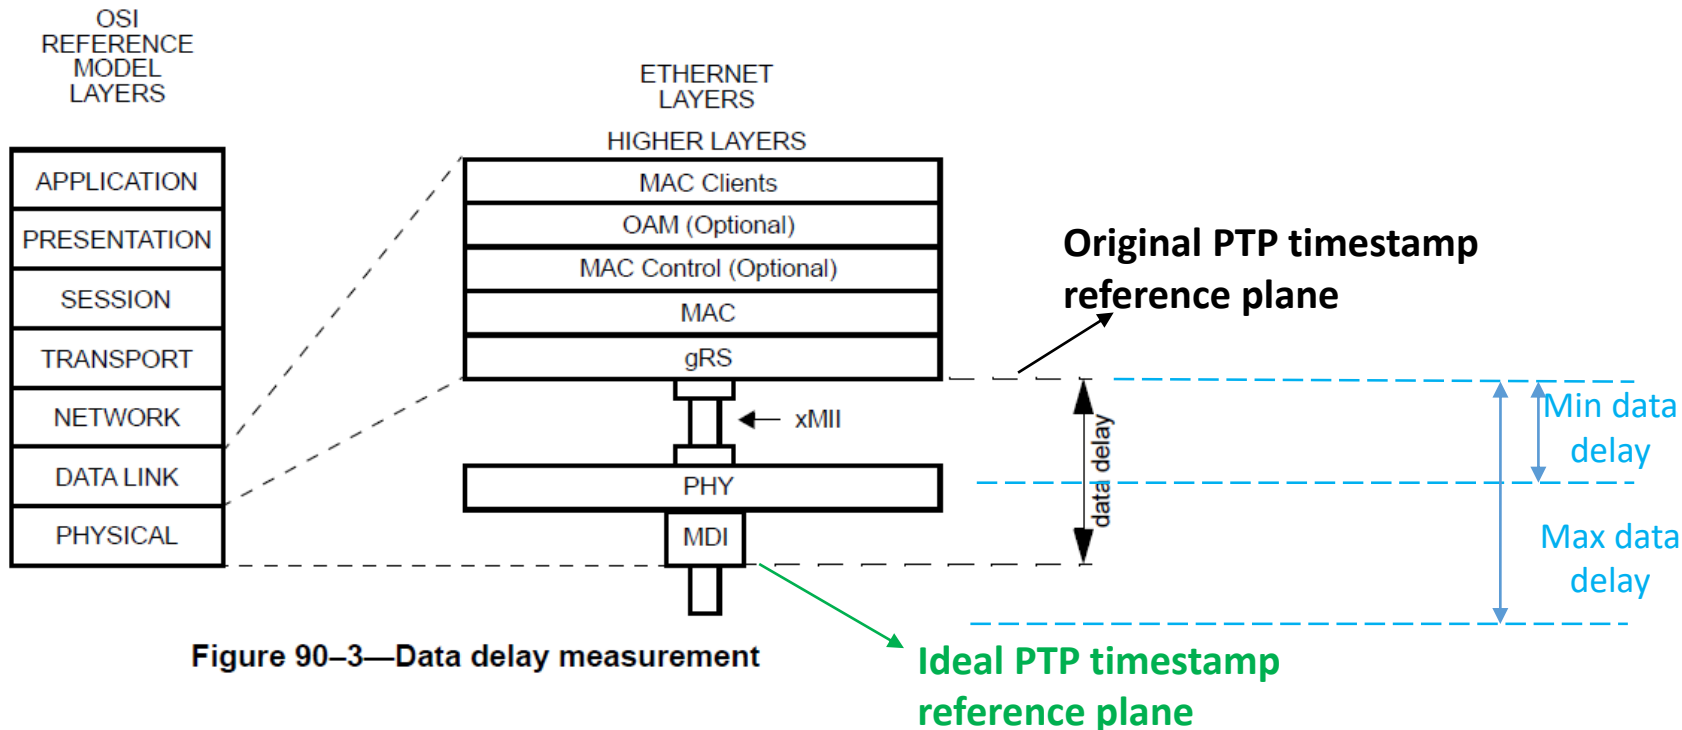 OSI
REFERENCE
MODEL
LAYERS
APPLICATION
PRESENTATION
SESSION
TRANSPORT
NETWORK
DATA LINK
PHYSICAL
ETHERNET
LAYERS
HIGHER LAYERS
MAC Clients
OAM (Optional)
MAC Control (Optional)
MAC
gRS
xMII
PHY
MDI
Original PTP timestamp
reference plane
data delay
Min data
delay
Max data
delay
Ideal PTP timestamp
reference plane
Figure 90–3—Data delay measurement